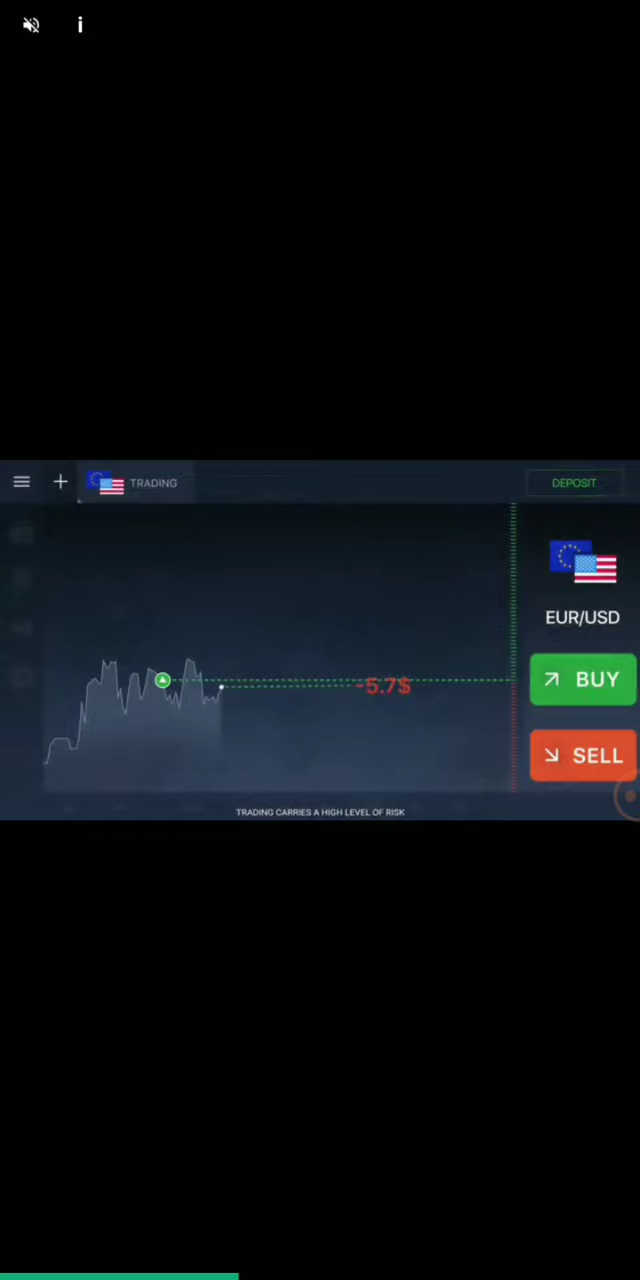 TRADING
DEPOSIT
EUR/USD
BUY
-5.7$
SELL
TRADING CARRIES A HIGH LEVEL OF RISK